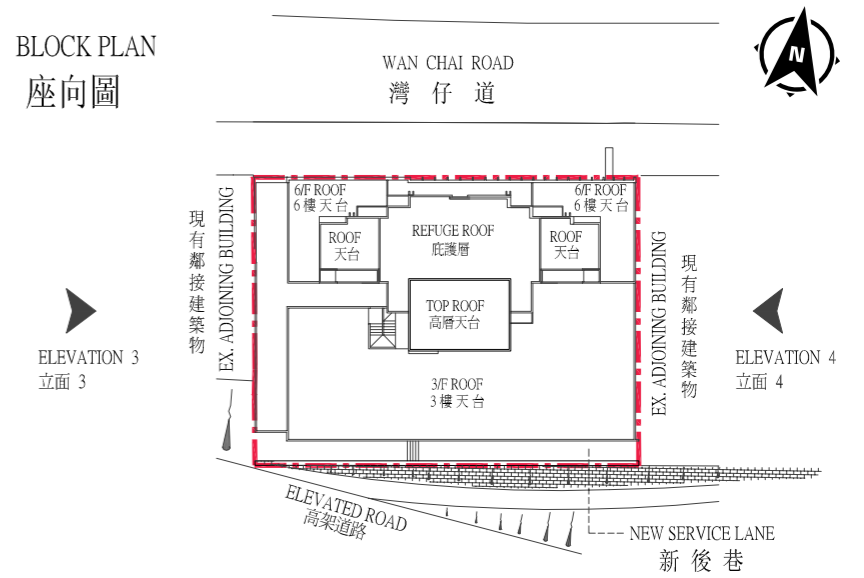 BLOCK PLAN
座向圖
WAN CHAI ROAD
灣仔道
N
6/F ROOF
6樓天台
6/F ROOF
6樓天台
ROOF
天台
REFUGE ROOF
庇護層
ROOF
天台
TOP ROOF
高層天台
3/F ROOF
3樓天台
現有鄰接建築物
EX. ADJOINING BUILDING
EX. ADJOINING BUILDING
現有鄰接建築物
ELEVATION 3
立面 3
ELEVATION 4
立面 4
ELEVATED ROAD
高架道路
NEW SERVICE LANE
新後巷